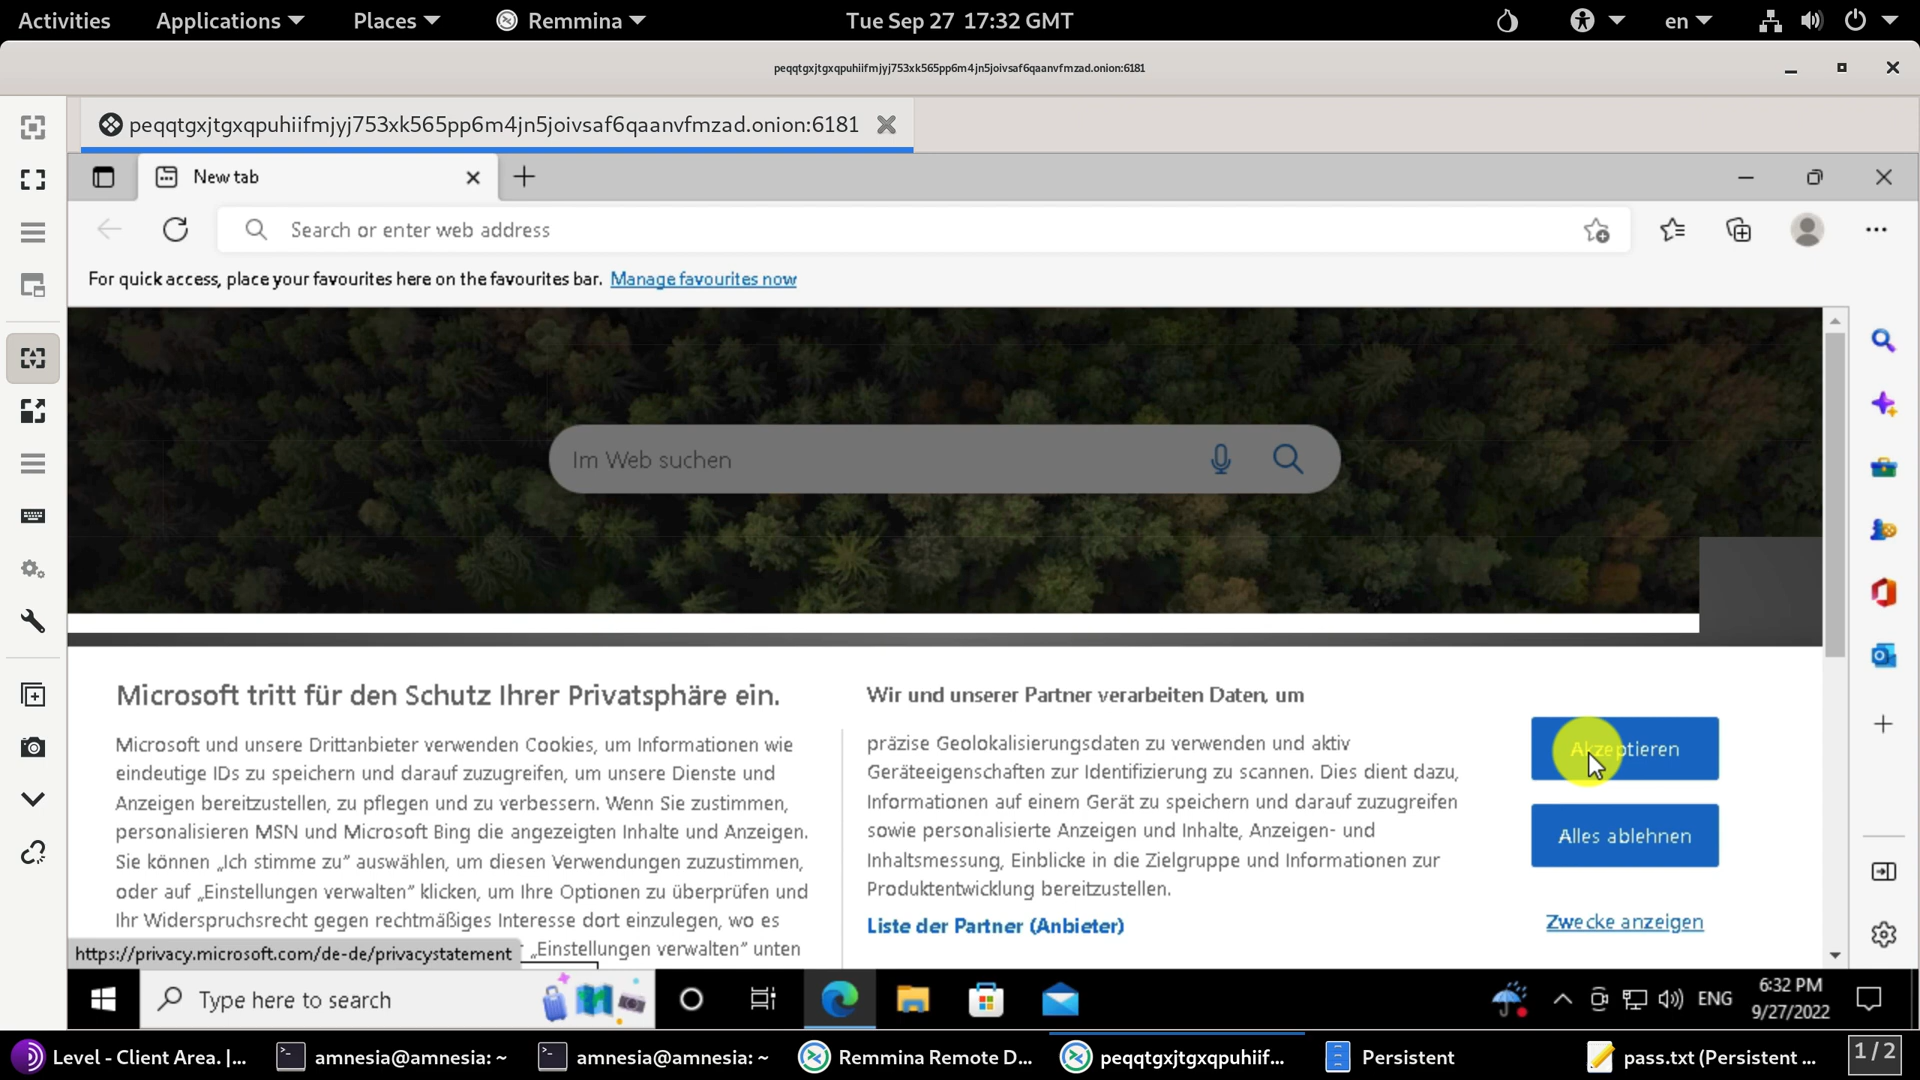 Activities Applications Places Remmina Tue Sep 27 17:32 GMT en
peqqtgxjtgxqpuhiifmjyj753xk565pp6m4jn5joivsaf6qaanvfmzad.onion:6181
peqqtgxjtgxqpuhiifmjyj753xk565pp6m4jn5joivsaf6qaanvfmzad.onion:6181
New tab
Search or enter web address
For quick access, place your favourites here on the favourites bar. Manage favourites now
Im Web suchen
Microsoft tritt für den Schutz Ihrer Privatsphäre ein.
Microsoft und unsere Drittanbieter verwenden Cookies, um Informationen wie
eindeutige IDs zu speichern und darauf zuzugreifen, um unsere Dienste und
Anzeigen bereitzustellen, zu pflegen und zu verbessern. Wenn Sie zustimmen,
personalisieren MSN und Microsoft Bing die angezeigten Inhalte und Anzeigen.
Sie können „Ich stimme zu" auswählen, um diesen Verwendungen zuzustimmen,
oder auf „Einstellungen verwalten" klicken, um Ihre Optionen zu überprüfen und
Ihr Widerspruchsrecht gegen rechtmäßiges Interesse dort einzulegen, wo es
„Einstellungen verwalten" unten
https://privacy.microsoft.com/de-de/privacystatement
Wir und unserer Partner verarbeiten Daten, um
präzise Geolokalisierungsdaten zu verwenden und aktiv
Geräteeigenschaften zur Identifizierung zu scannen. Dies dient dazu,
Informationen auf einem Gerät zu speichern und darauf zuzugreifen
sowie personalisierte Anzeigen und Inhalte, Anzeigen- und
Inhaltsmessung, Einblicke in die Zielgruppe und Informationen zur
Produktentwicklung bereitzustellen.
Liste der Partner (Anbieter)
Akzeptieren
Alles ablehnen
Zwecke anzeigen
Type here to search
ENG
6:32 PM
9/27/2022
Level - Client Area. |... amnesia@amnesia: ~ amnesia@amnesia: ~ Remmina Remote D... peqqtgxjtgxqpuhiif... Persistent pass.txt (Persistent ... 1 / 2